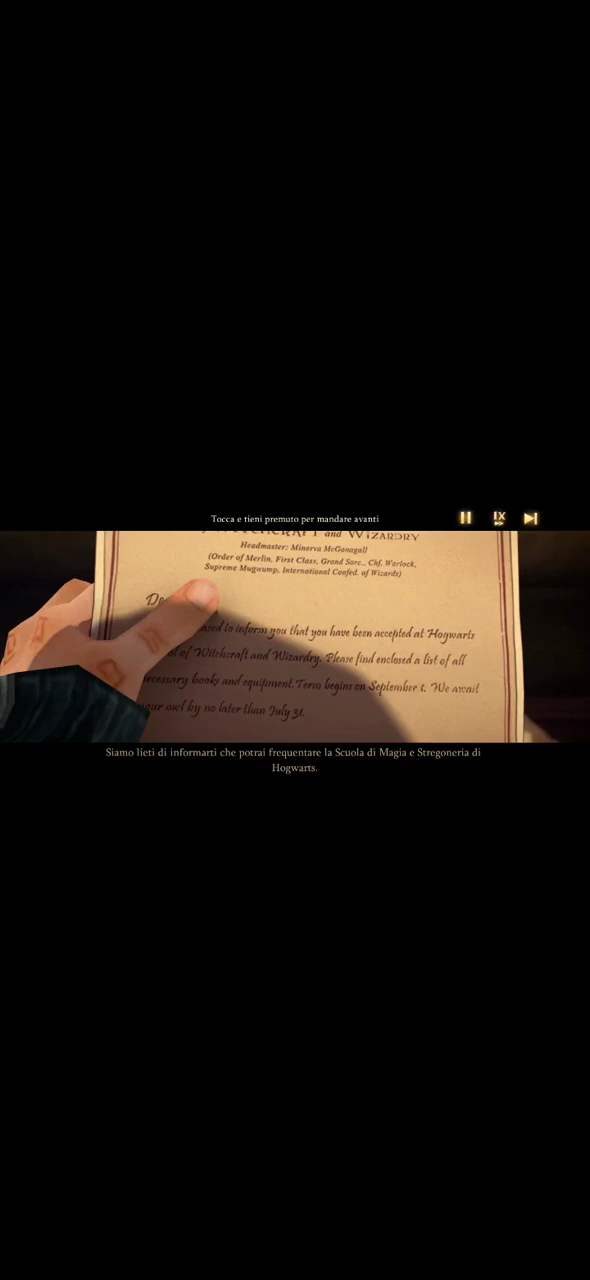 Tocca e tieni premuto per mandare avanti
1X
WITCHCRAFT and WIZARDRY
Headmaster: Minerva McGonagall
(Order of Merlin, First Class, Grand Sorc., Chf. Warlock,
Supreme Mugwump, International Confed. of Wizards)
to inform you that you have been accepted at Hogwarts
of Witchcraft and Wizardry. Please find enclosed a list of all
necessary books and equipment. Term begins on September 1. We await
your owl by no later than July 31.
Siamo lieti di informarti che potrai frequentare la Scuola di Magia e Stregoneria di
Hogwarts.